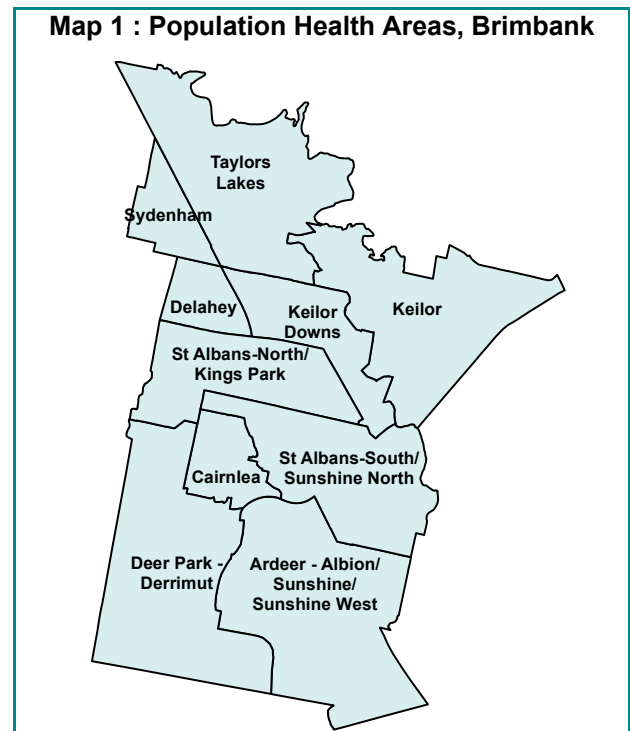 Map 1 : Population Health Areas, Brimbank
Taylors
Lakes
Sydenham
Delahey
Keilor
Downs
Keilor
St Albans-North/
Kings Park
St Albans-South/
Sunshine North
Cairnlea
Deer Park -
Derrimut
Ardeer - Albion/
Sunshine/
Sunshine West